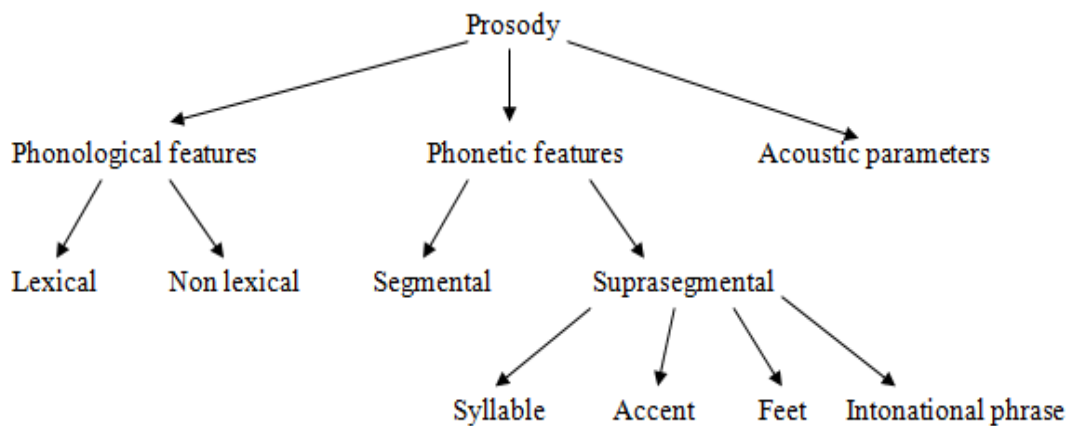 Prosody
Phonological features Phonetic features Acoustic parameters
Lexical Non lexical Segmental Suprasegmental
Syllable Accent Feet Intonational phrase